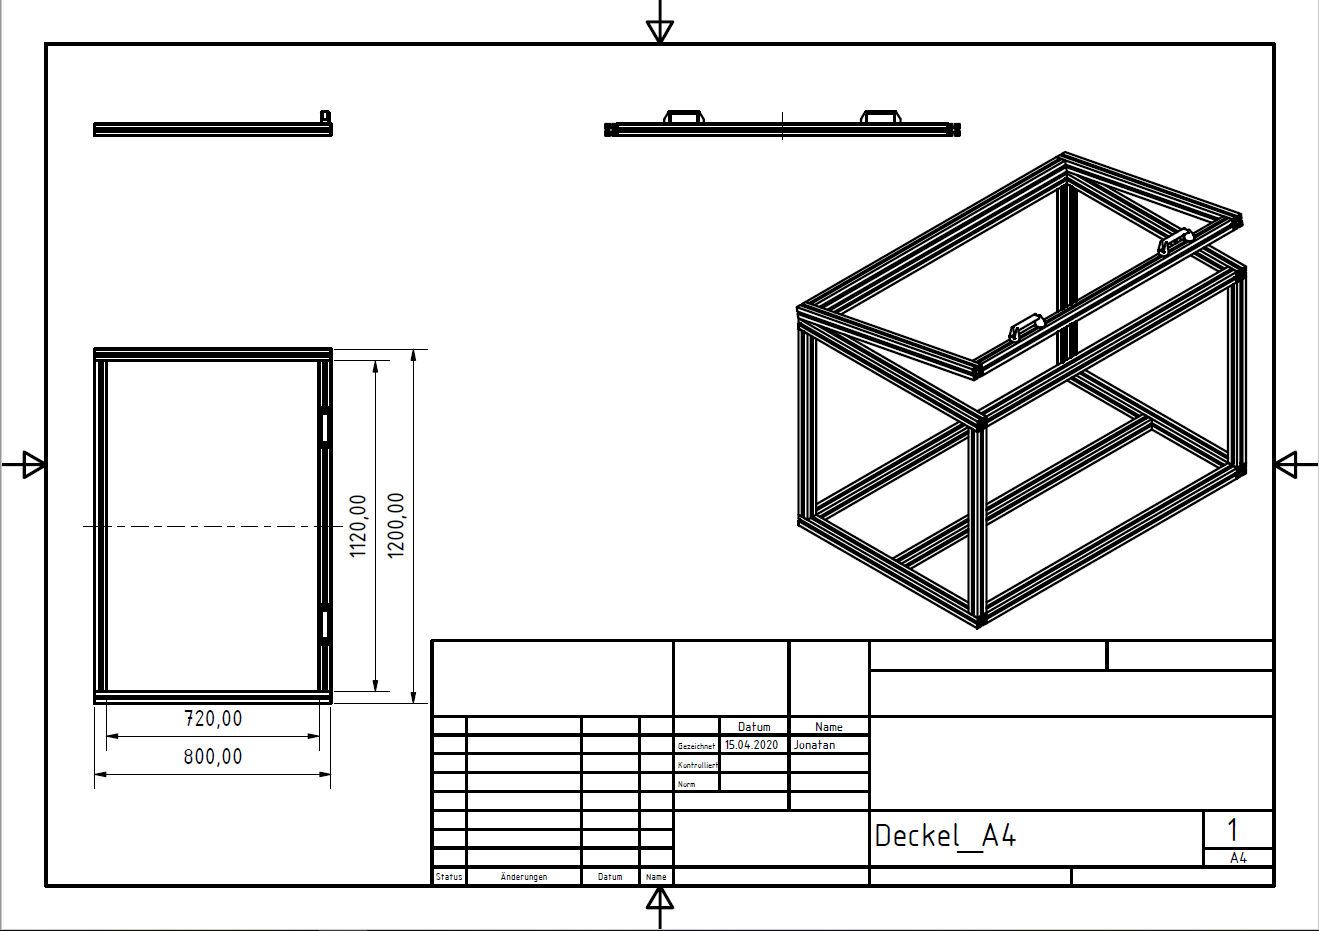 1120,00
1200,00
720,00
800,00
Datum Name
Gezeichnet 15.04.2020 Jonatan
Kontrolliert
Norm
Deckel_A4
1
A4
Status Änderungen Datum Name